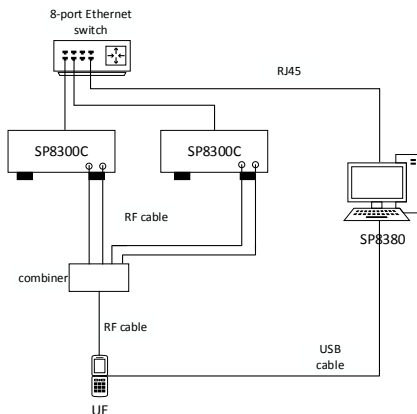 8-port Ethernet
switch
RJ45
SP8300C
SP8300C
RF cable
SP8380
combiner
RF cable
USB
cable
UE